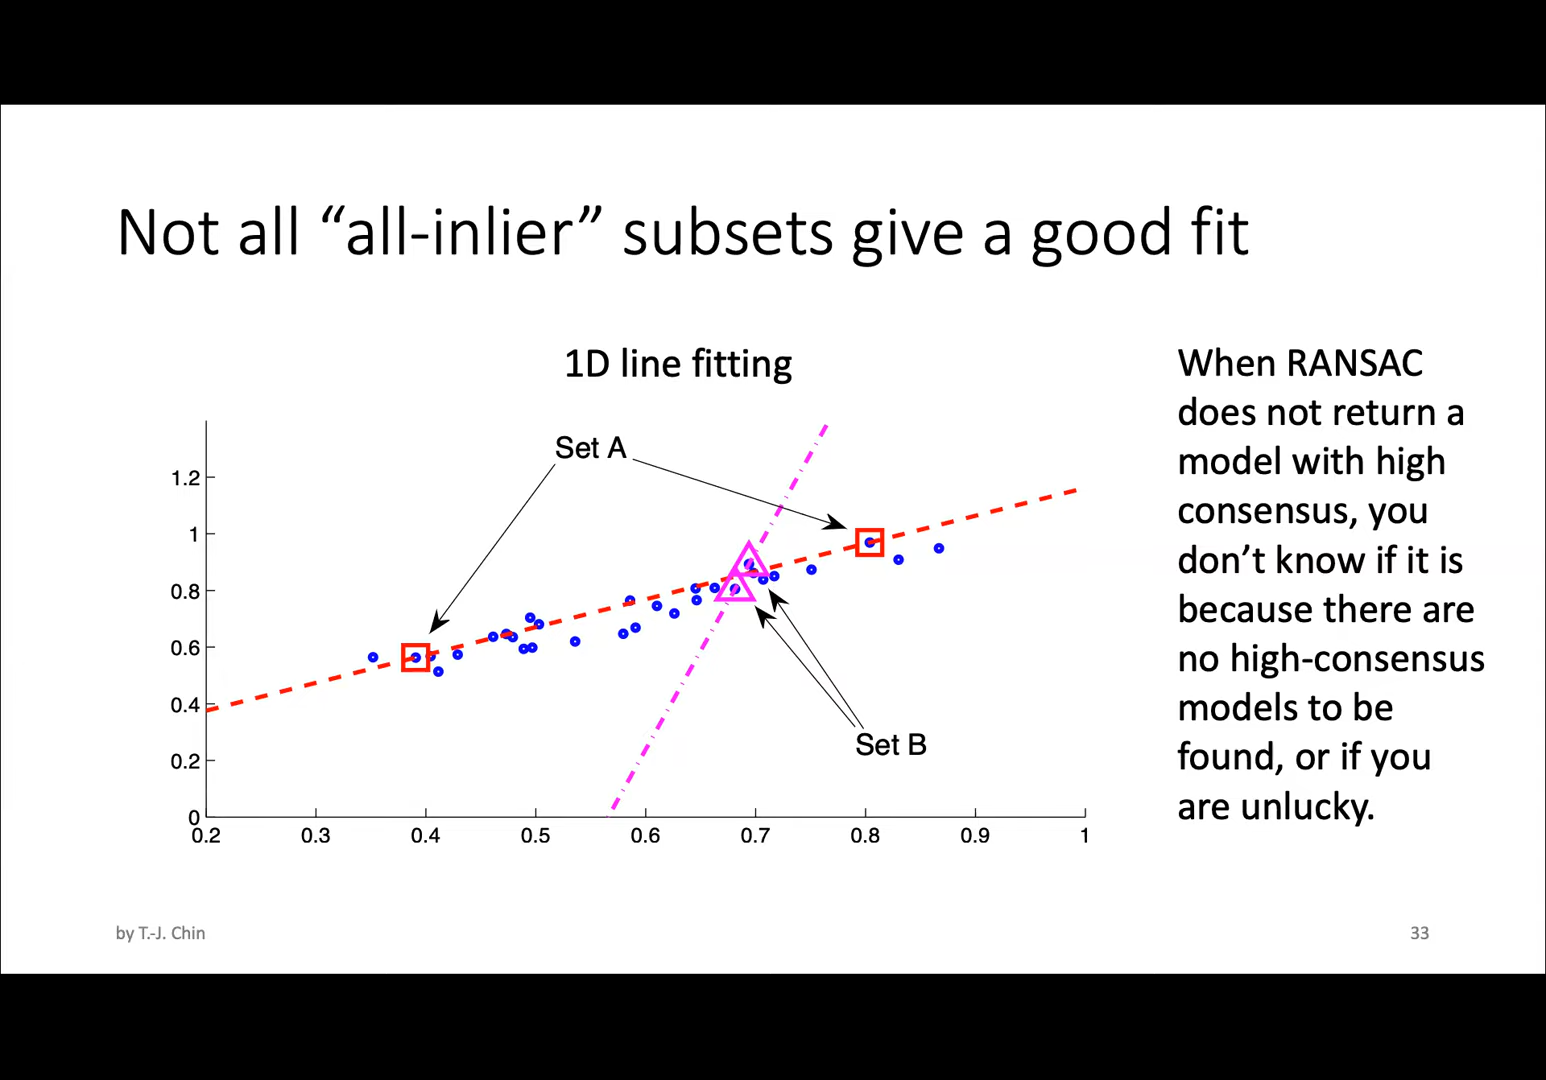 Not all “all-inlier” subsets give a good fit
1D line fitting
Set A
Set B
1.2
1
0.8
0.6
0.4
0.2
0
0.2 0.3 0.4 0.5 0.6 0.7 0.8 0.9 1
When RANSAC
does not return a
model with high
consensus, you
don’t know if it is
because there are
no high-consensus
models to be
found, or if you
are unlucky.
by T.-J. Chin
33